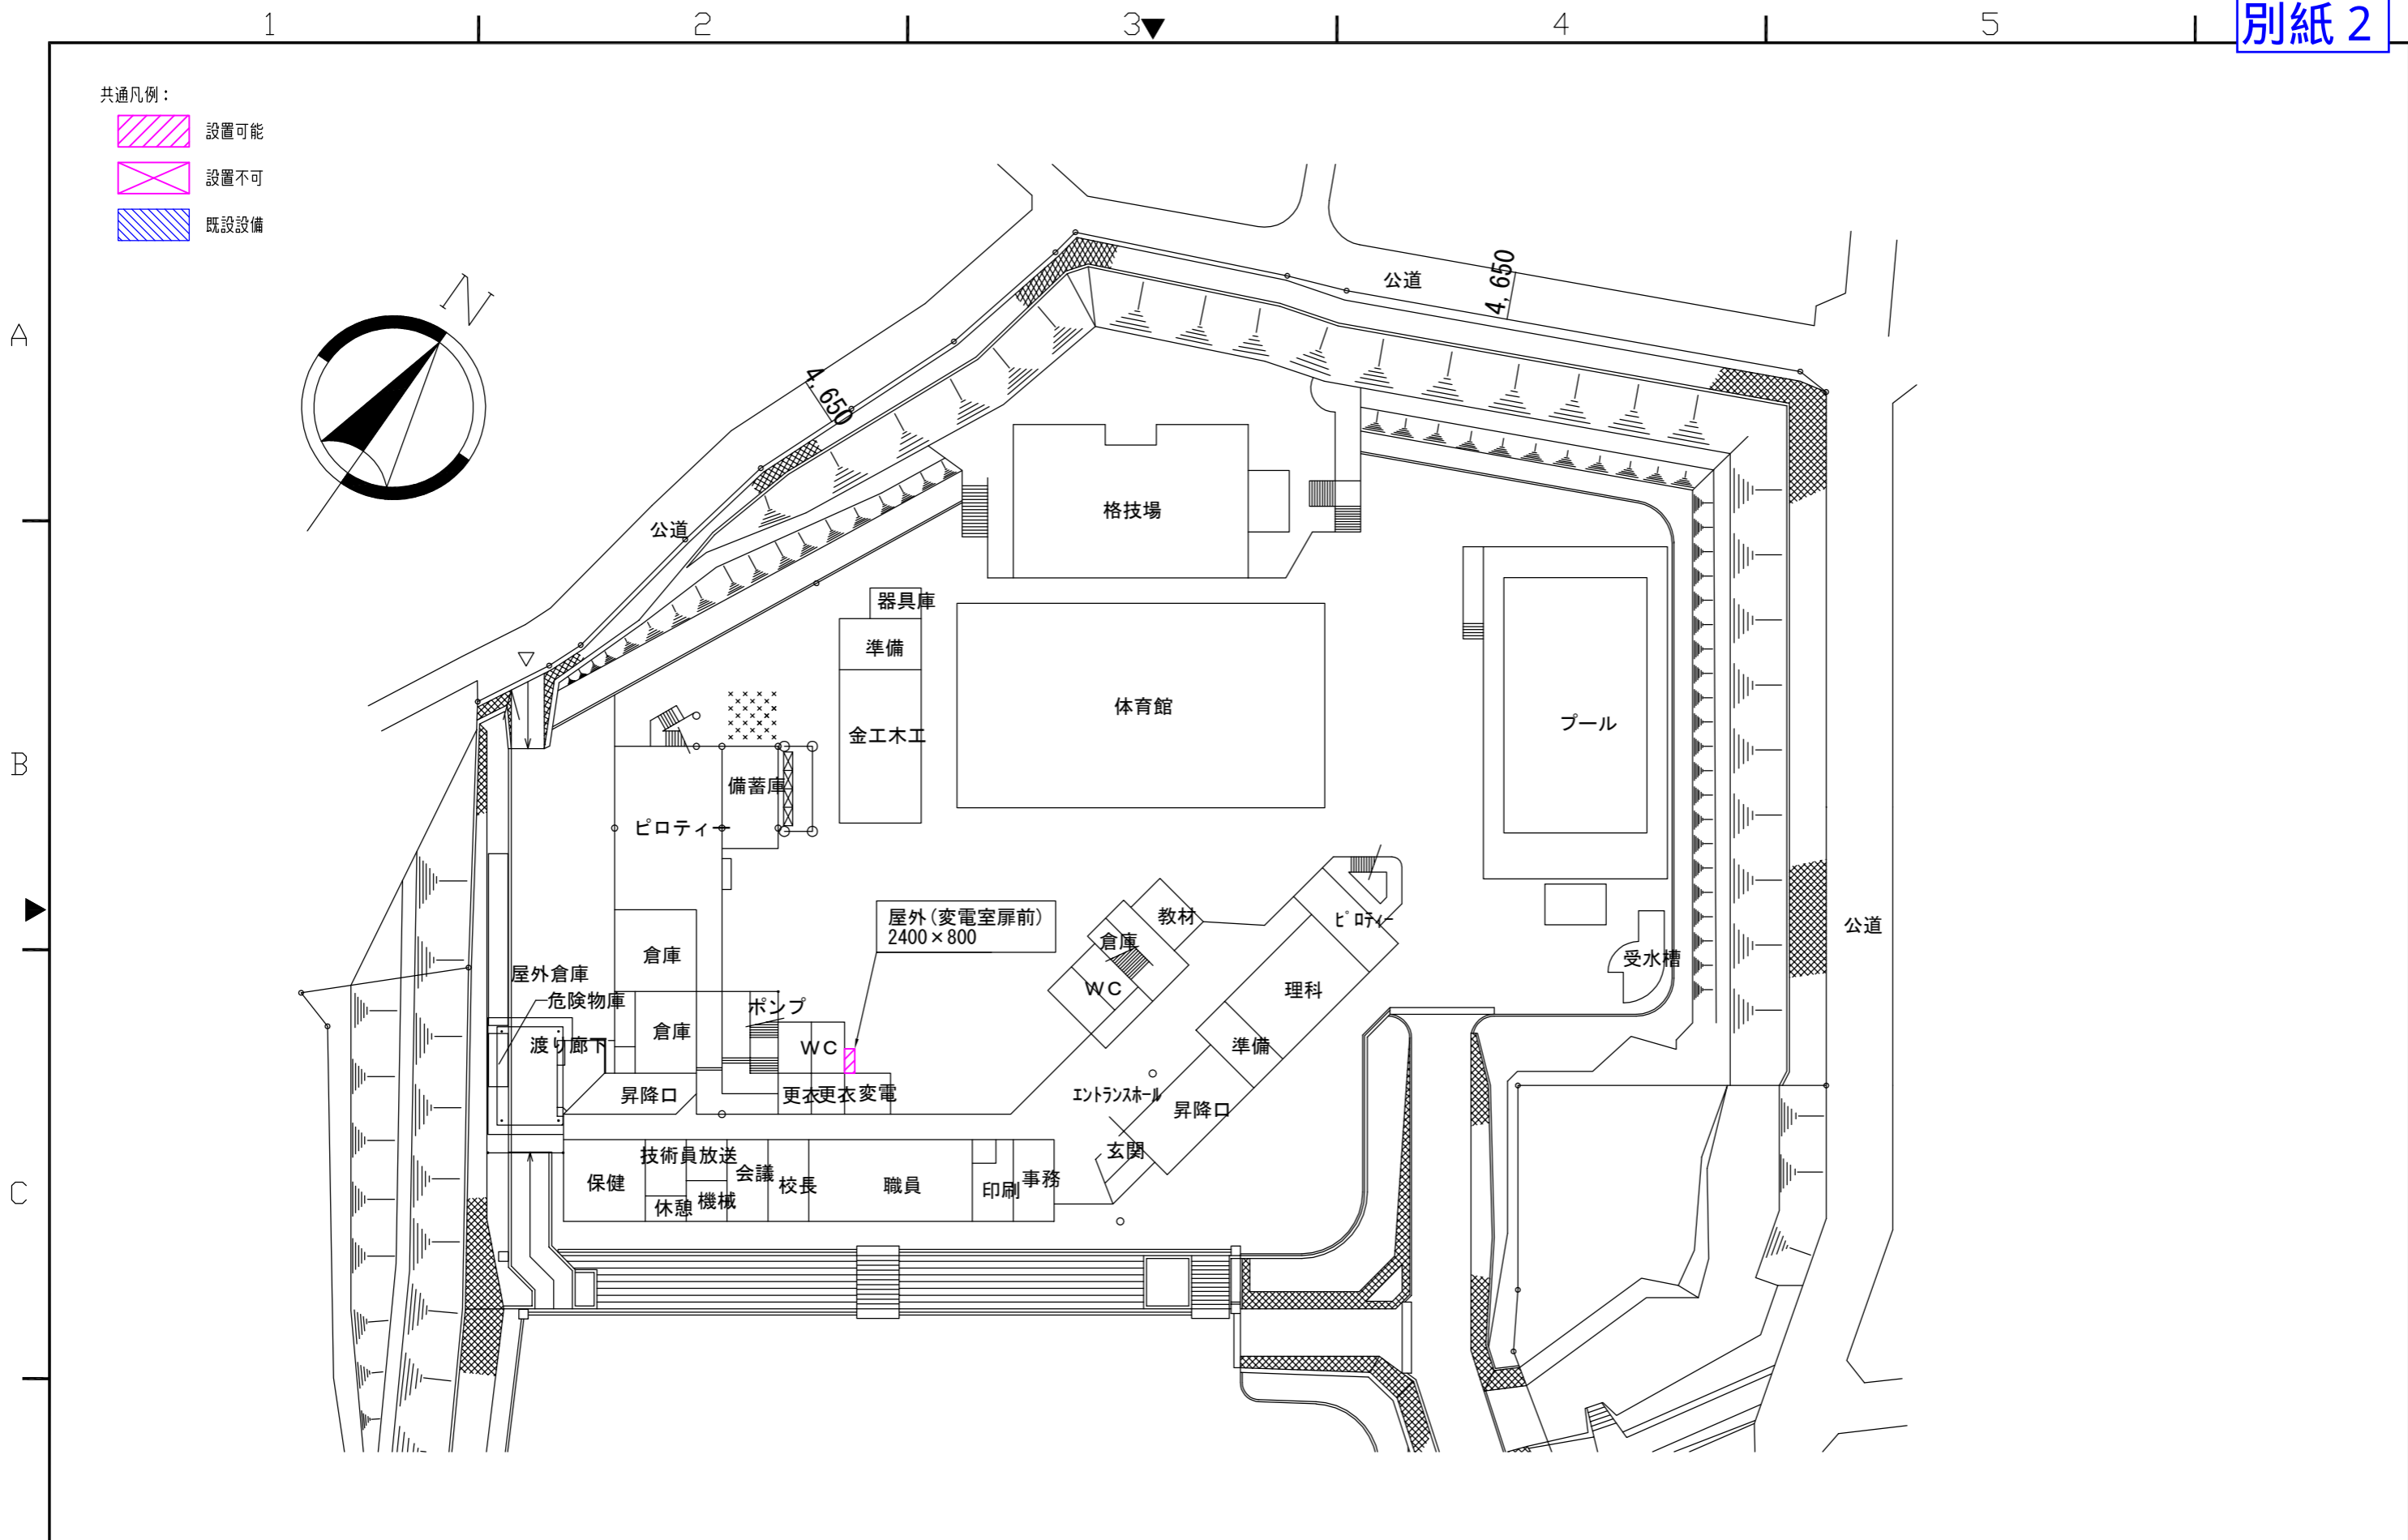 1
2
3
4
5
別紙２
共通凡例：
設置可能
設置不可
既設設備
N
A
B
C
公道
4,650
4,650
公道
格技場
器具庫
準備
金工木工
体育館
プール
備蓄庫
ピロティー
屋外(変電室扉前)
2400×800
教材
倉庫
WC
ピロティー
理科
準備
受水槽
公道
倉庫
屋外倉庫
危険物庫
ポンプ
倉庫
渡り廊下
WC
昇降口
更衣
更衣
変電
エントランスホール
昇降口
玄関
保健
技術員
放送
休憩
機械
会議
校長
職員
印刷
事務